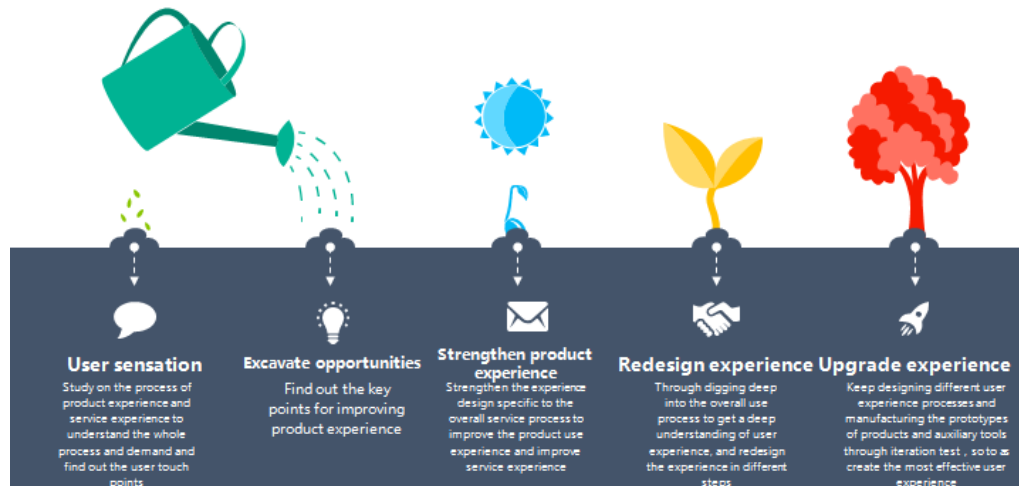 User sensation
Study on the process of
product experience and
service experience to
understand the whole
process and demand and
find out the user touch
points
Excavate opportunities
Find out the key
points for improving
product experience
Strengthen product
experience
Strengthen the experience
design specific to the
overall service process to
improve the product use
experience and improve
service experience
Redesign experience
Through digging deep
into the overall use
process to get a deep
understanding of user
experience, and redesign
the experience in different
steps
Upgrade experience
Keep designing different user
experience processes and
manufacturing the prototypes
of products and auxiliary tools
through iteration test , so to as
create the most effective user
experience